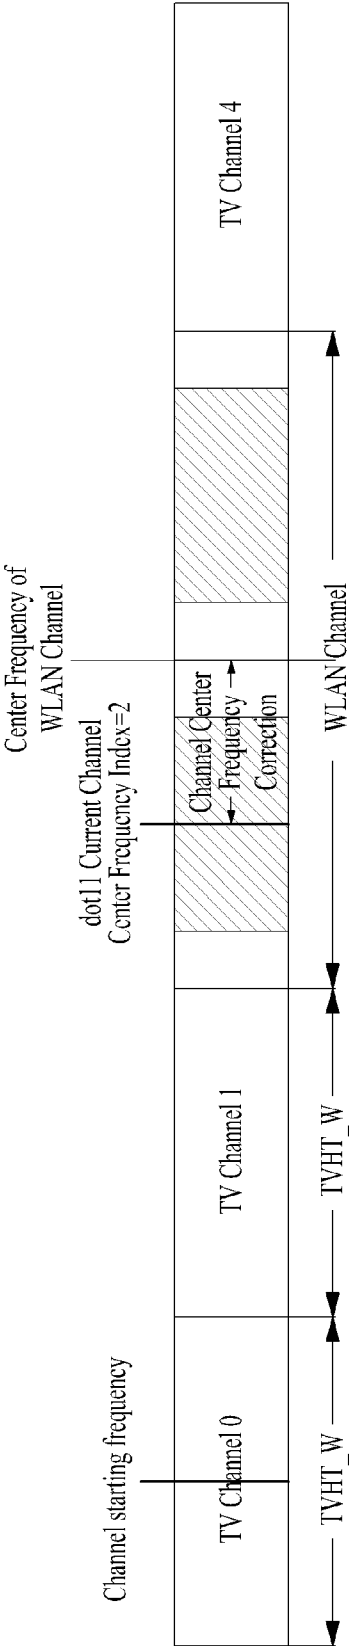 Channel starting frequency
dot11 Current Channel
Center Frequency Index=2
Center Frequency of
WLAN Channel
TV Channel 0
TV Channel 1
Channel Center
Frequency
Correction
TV Channel 4
TVHT_W
TVHT_W
WLAN Channel